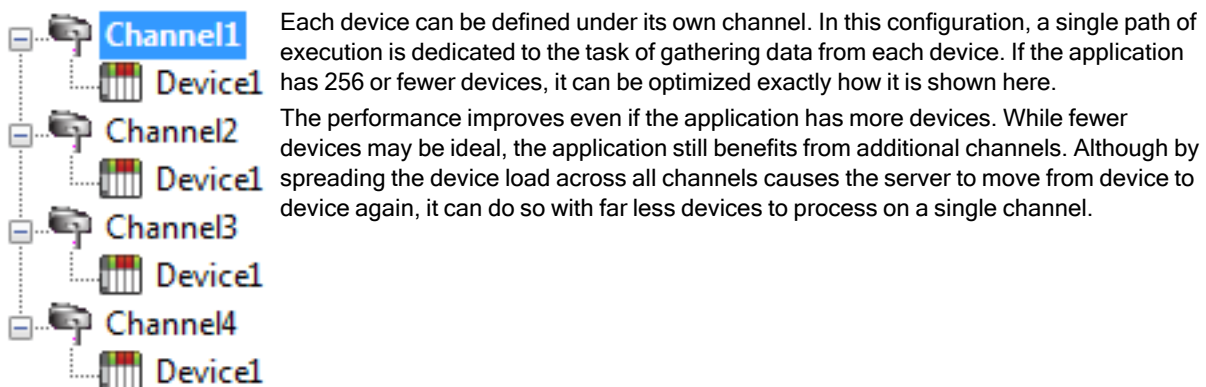 Channel1
Device1
Channel2
Device1
Channel3
Device1
Channel4
Device1
Each device can be defined under its own channel. In this configuration, a single path of
execution is dedicated to the task of gathering data from each device. If the application
has 256 or fewer devices, it can be optimized exactly how it is shown here.
The performance improves even if the application has more devices. While fewer
devices may be ideal, the application still benefits from additional channels. Although by
spreading the device load across all channels causes the server to move from device to
device again, it can do so with far less devices to process on a single channel.